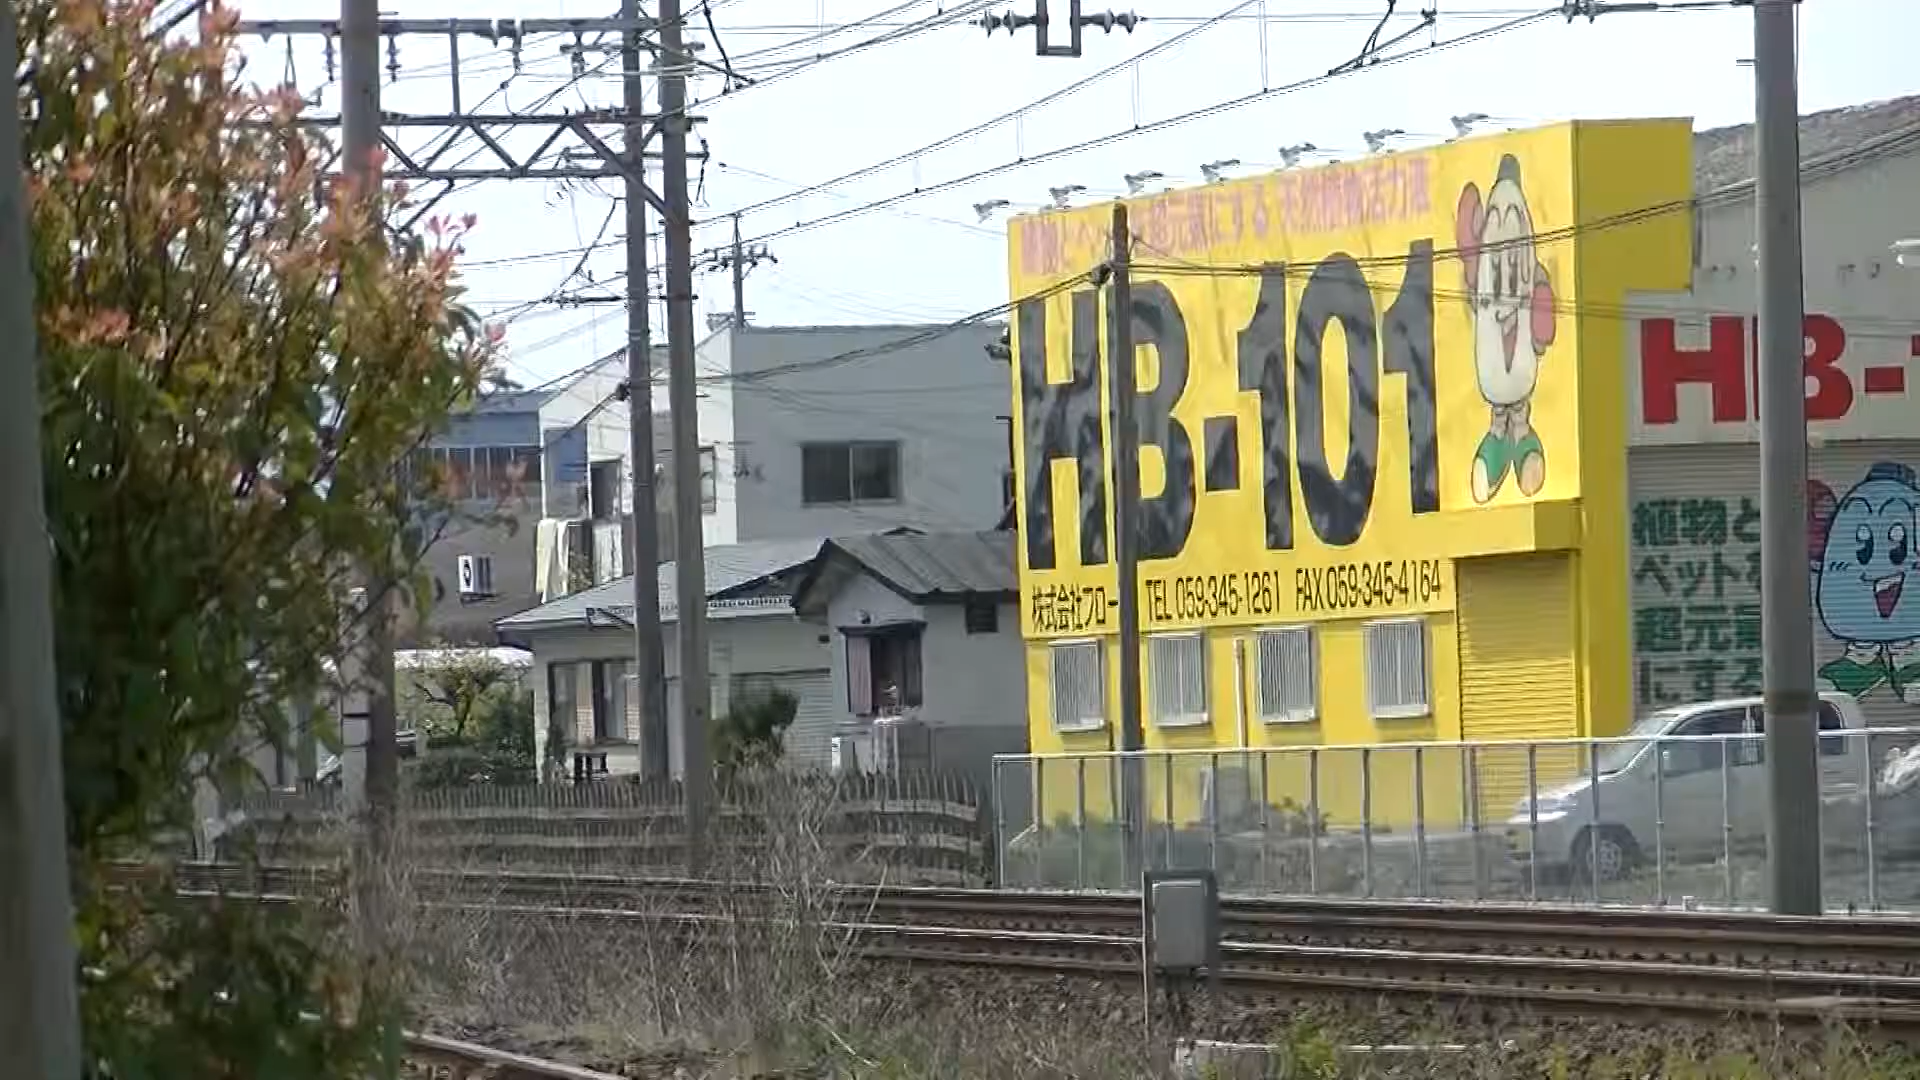 植物とペットを超元気にする 天然植物活力液
HB-101
株式会社フロー
TEL 059-345-1261 FAX 059-345-4164
HB-1
植物と
ペットを
超元気
にする